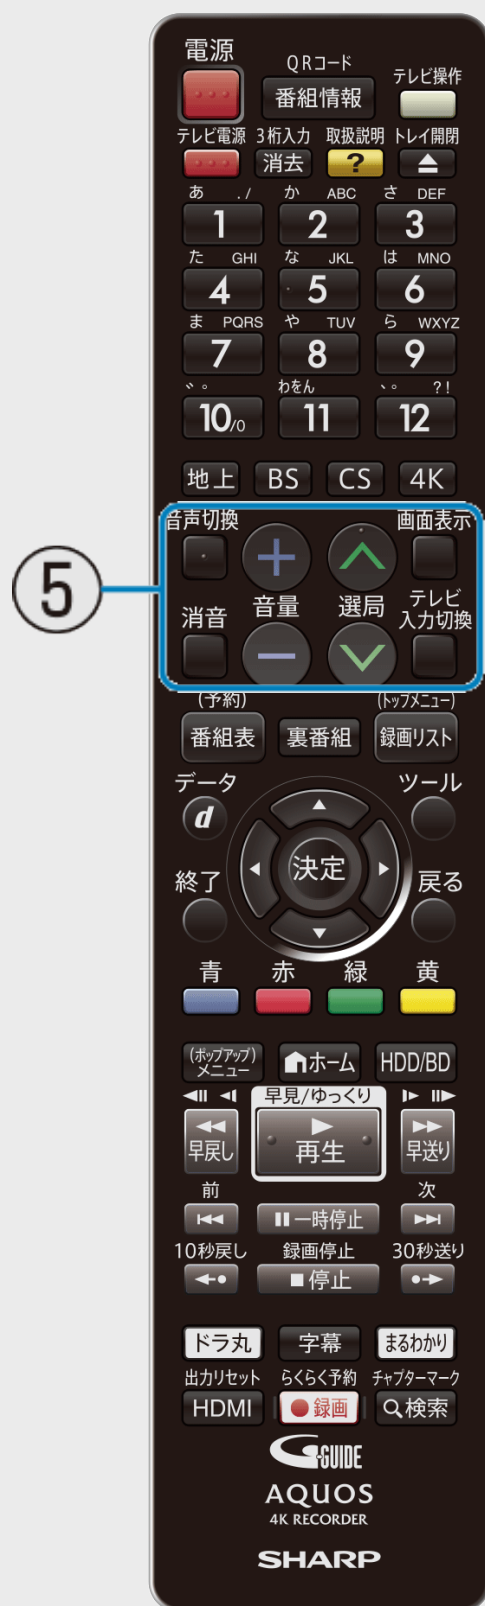 電源
QRコード
テレビ操作
番組情報
テレビ電源 3桁入力 取扱説明 トレイ開閉
消去 ?
あ ./ か ABC さ DEF
1 2 3
た GHI な JKL は MNO
4 5 6
ま PQRS や TUV ら WXYZ
7 8 9
゛゜ わをん 、。 ?!
10/0 11 12
地上 BS CS 4K
音声切換 画面表示
⑤
消音 音量 選局 テレビ
入力切換
(予約) (トップメニュー)
番組表 裏番組 録画リスト
データ ツール
d
決定
終了 戻る
青 赤 緑 黄
(ポップアップ)
メニュー ホーム HDD/BD
早見/ゆっくり
早戻し 再生 早送り
前 次
一時停止
10秒戻し 録画停止 30秒送り
停止
ドラ丸 字幕 まるわかり
出力リセット らくらく予約 チャプターマーク
HDMI 録画 検索
G-GUIDE
AQUOS
4K RECORDER
SHARP